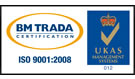 BM TRADA
CERTIFICATION
ISO 9001:2008
UKAS
MANAGEMENT
SYSTEMS
012